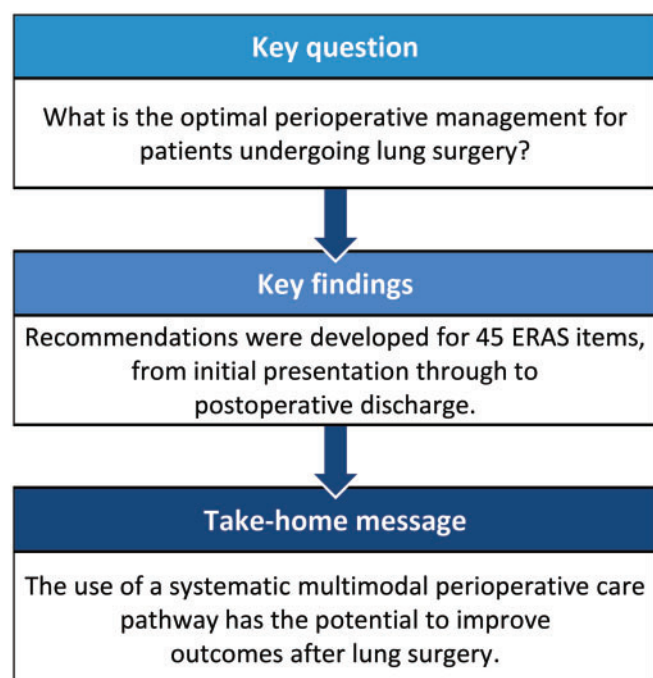 Key question
What is the optimal perioperative management for
patients undergoing lung surgery?
Key findings
Recommendations were developed for 45 ERAS items,
from initial presentation through to
postoperative discharge.
Take-home message
The use of a systematic multimodal perioperative care
pathway has the potential to improve
outcomes after lung surgery.